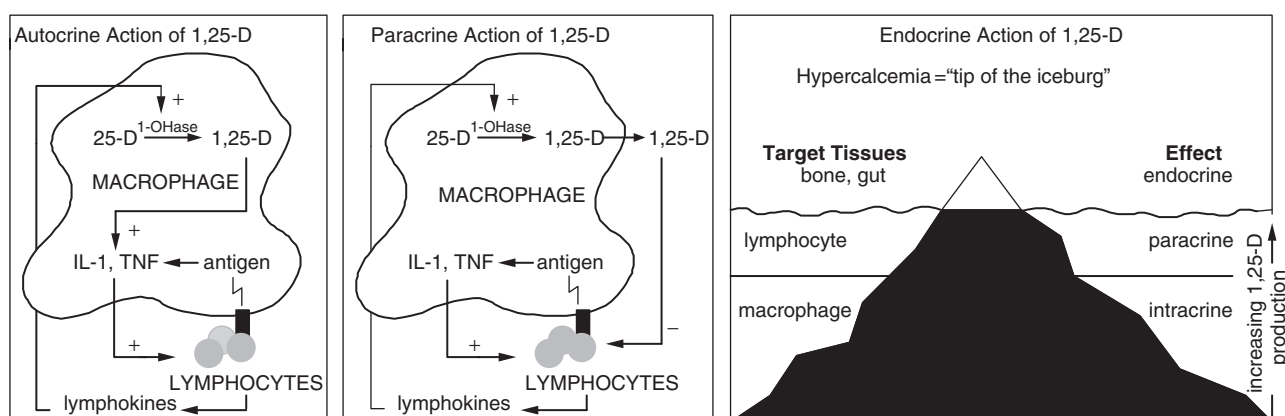 Autocrine Action of 1,25-D
+
25-D 1-OHase 1,25-D
MACROPHAGE
+
IL-1, TNF antigen
+
LYMPHOCYTES
lymphokines
Paracrine Action of 1,25-D
+
25-D 1-OHase 1,25-D 1,25-D
MACROPHAGE
IL-1, TNF antigen
−
+
LYMPHOCYTES
lymphokines
Endocrine Action of 1,25-D
Hypercalcemia = “tip of the iceburg”
Target Tissues Effect
bone, gut endocrine
lymphocyte paracrine
macrophage intracrine
increasing 1,25-D
production